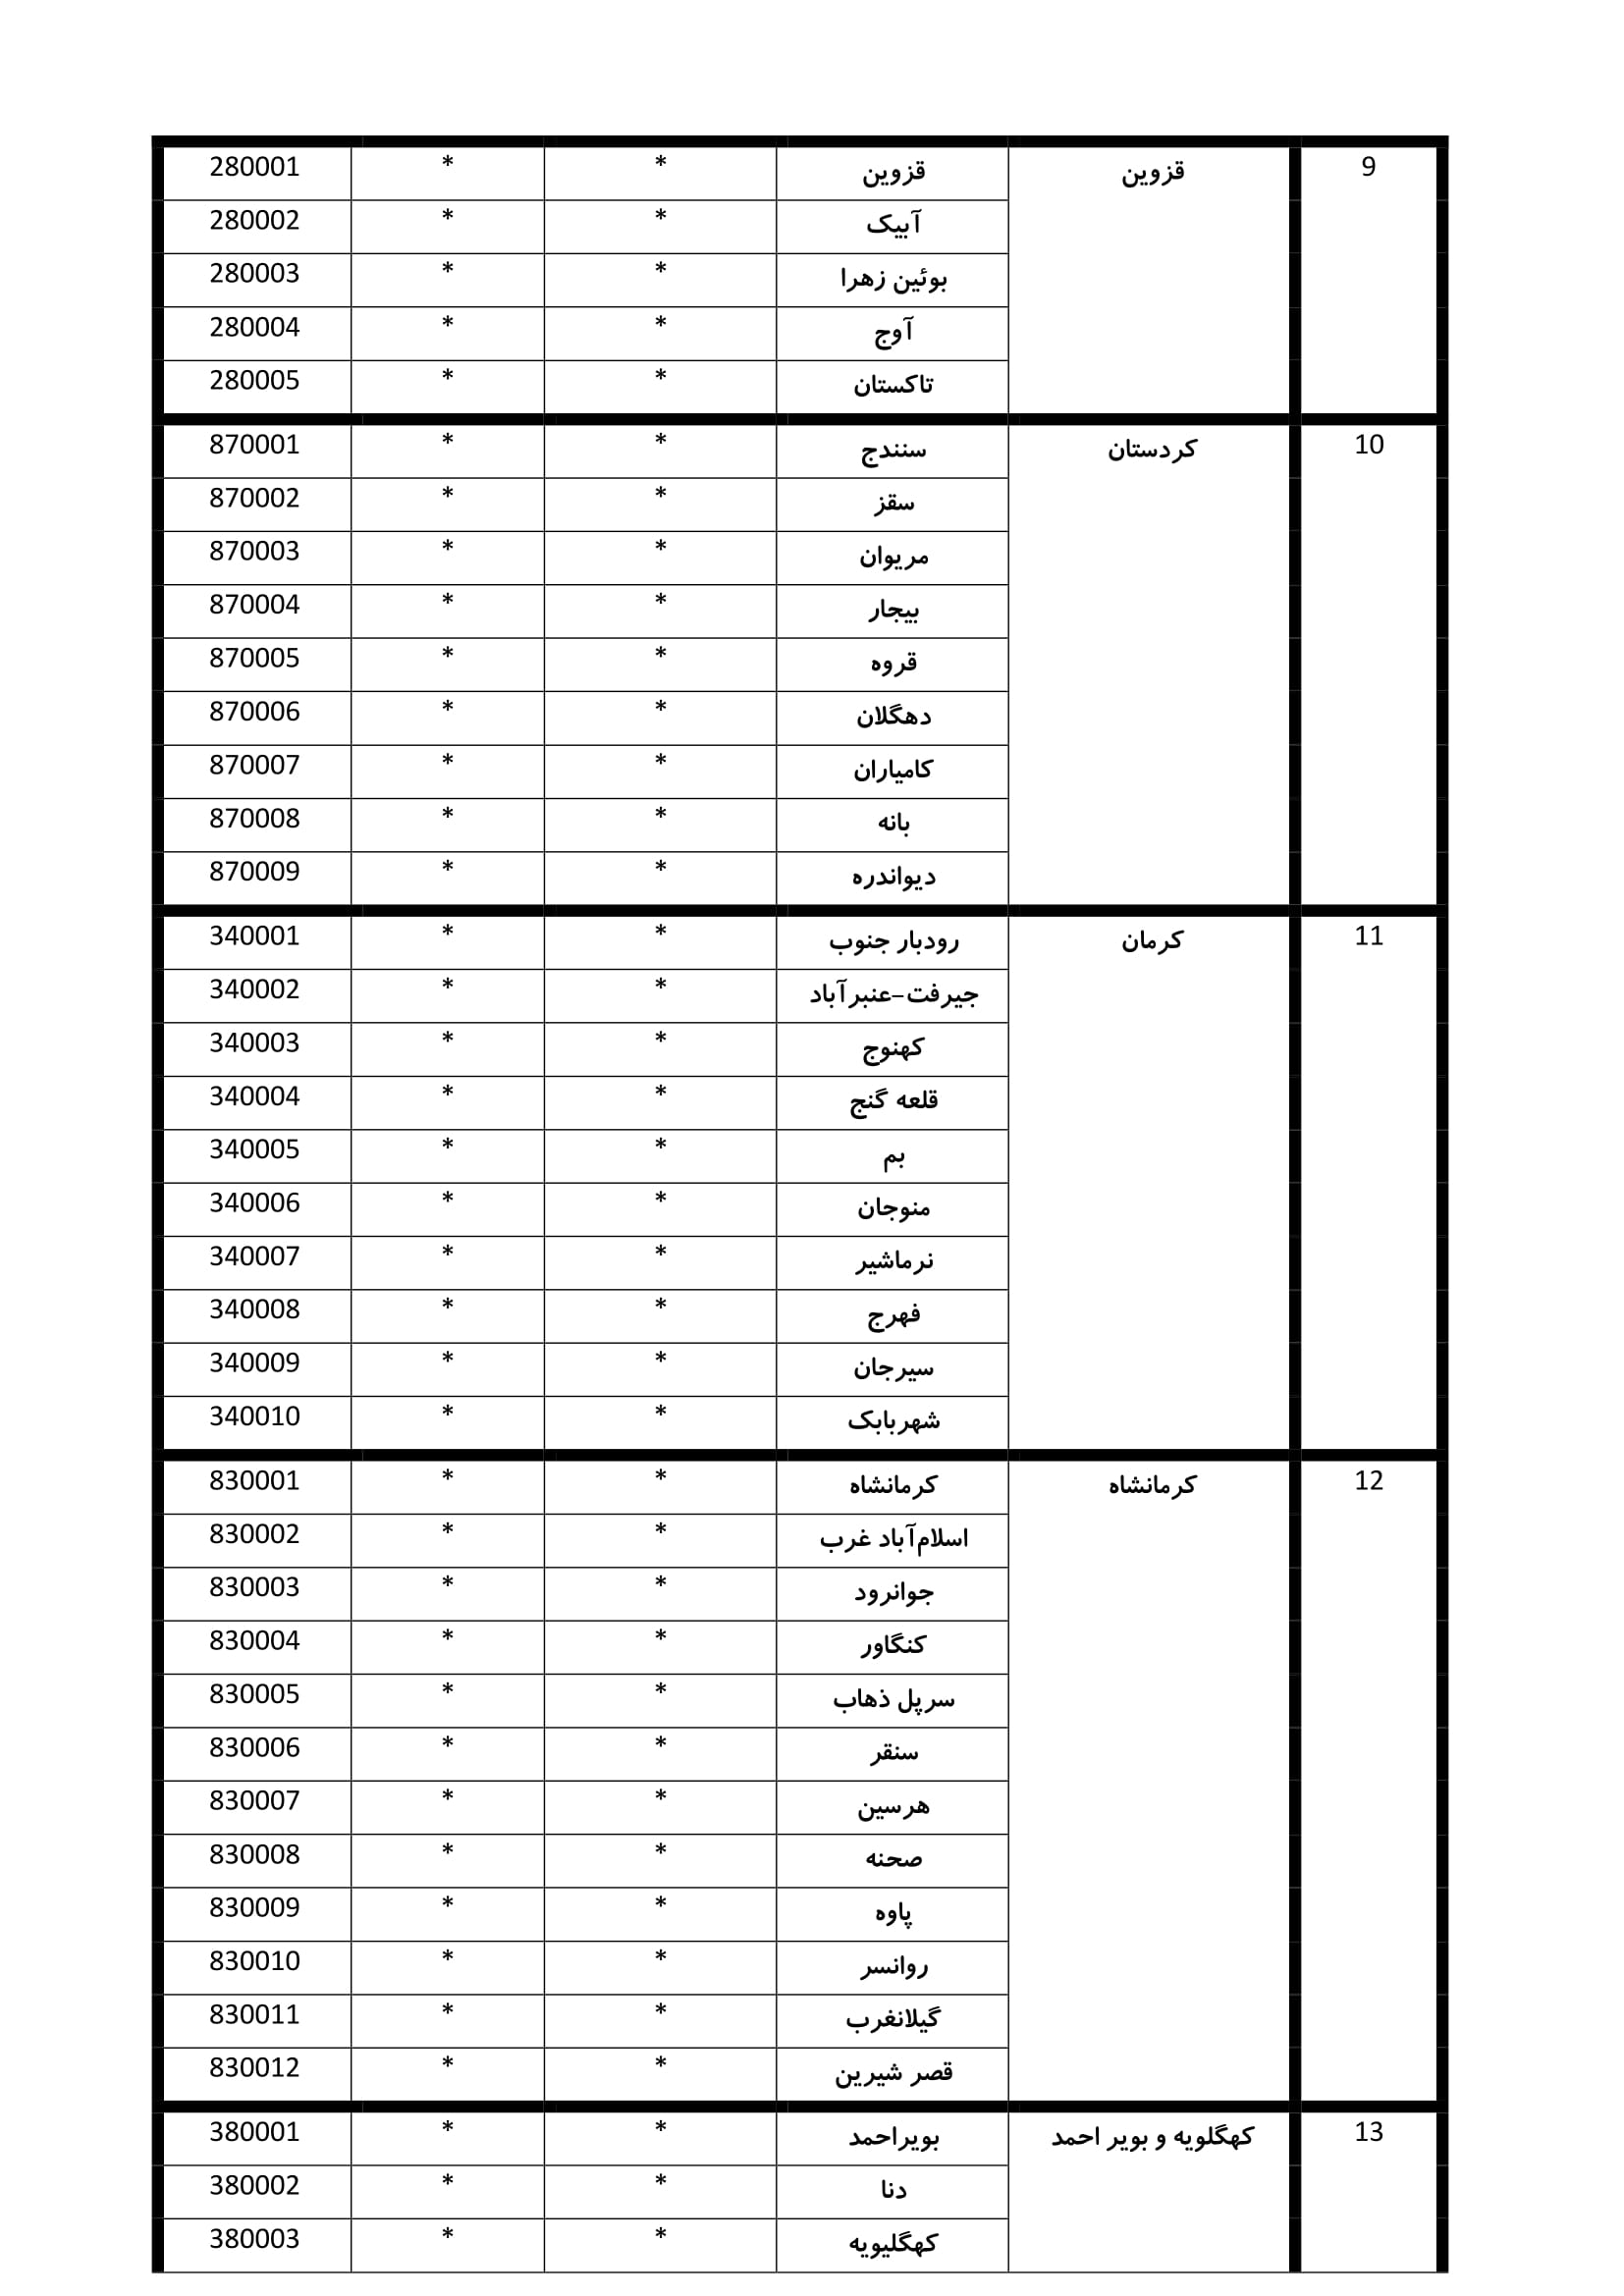 9 قزوین قزوین * * 280001
آبیک * * 280002
بوئین زهرا * * 280003
آوج * * 280004
تاکستان * * 280005
10 کردستان سنندج * * 870001
سقز * * 870002
مریوان * * 870003
بیجار * * 870004
قروه * * 870005
دهگلان * * 870006
کامیاران * * 870007
بانه * * 870008
دیواندره * * 870009
11 کرمان رودبار جنوب * * 340001
جیرفت-عنبرآباد * * 340002
کهنوج * * 340003
قلعه گنج * * 340004
بم * * 340005
منوجان * * 340006
نرماشیر * * 340007
فهرج * * 340008
سیرجان * * 340009
شهربابک * * 340010
12 کرمانشاه کرمانشاه * * 830001
اسلام‌آباد غرب * * 830002
جوانرود * * 830003
کنگاور * * 830004
سرپل ذهاب * * 830005
سنقر * * 830006
هرسین * * 830007
صحنه * * 830008
پاوه * * 830009
روانسر * * 830010
گیلانغرب * * 830011
قصر شیرین * * 830012
13 کهگلویه و بویر احمد بویراحمد * * 380001
دنا * * 380002
کهگلیویه * * 380003